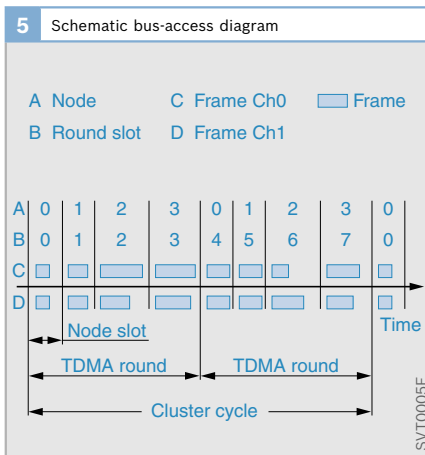 5 Schematic bus-access diagram
A Node C Frame Ch0 Frame
B Round slot D Frame Ch1
A 0 1 2 3 0 1 2 3 0
B 0 1 2 3 4 5 6 7 0
C
D
Node slot Time
TDMA round TDMA round
Cluster cycle
SVT0005E